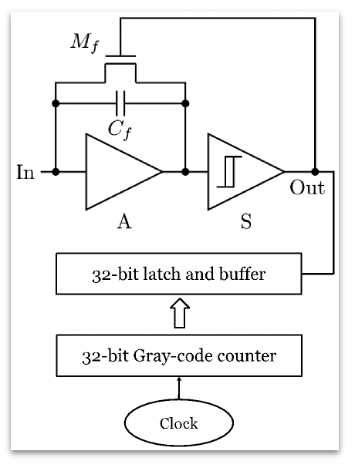 M_f
C_f
In
Out
A
S
32-bit latch and buffer
32-bit Gray-code counter
Clock